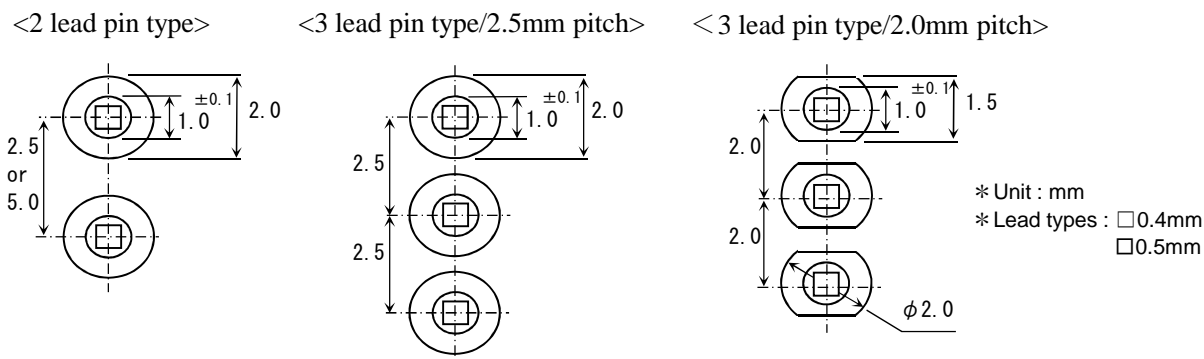 <2 lead pin type>
<3 lead pin type/2.5mm pitch>
<3 lead pin type/2.0mm pitch>
2.5
or
5.0
1.0 ±0.1
2.0
2.5
2.5
1.0 ±0.1
2.0
2.0
2.0
1.0 ±0.1
1.5
φ2.0
*Unit : mm
*Lead types : □0.4mm
□0.5mm